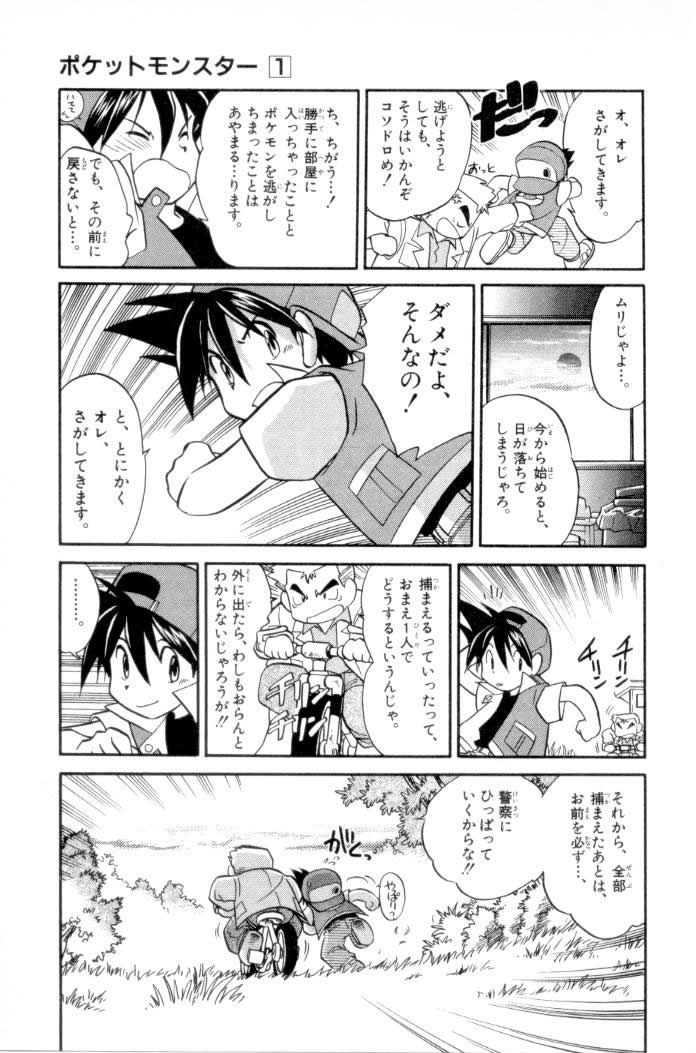 ポケットモンスター 1
オ、オレ
さがしてきます。
だっ
おっと
逃げようと
しても、
そうはいかんぞ
コソドロめ！
ち、ちがう…！
勝手に部屋に
入っちゃったことと
ポケモンを逃がし
ちまったことは
あやまる…ります。
いてて
でも、その前に
戻さないと…。
ムリじゃよ…。
今から始めると、
日が落ちて
しまうじゃろ。
ダメだよ、
そんなの！
と、とにかく
オレ、
さがしてきます。
チリン
チリン
捕まえるっていったって、
おまえ1人で
どうするというんじゃ。
チリン
チリン
外に出たら、わしもおらんと
わからないじゃろうが!!
………。
それから、全部
捕まえたあとは、
お前を必ず…、
警察に
ひっぱって
いくからな!!
がくっ
やっぱり？